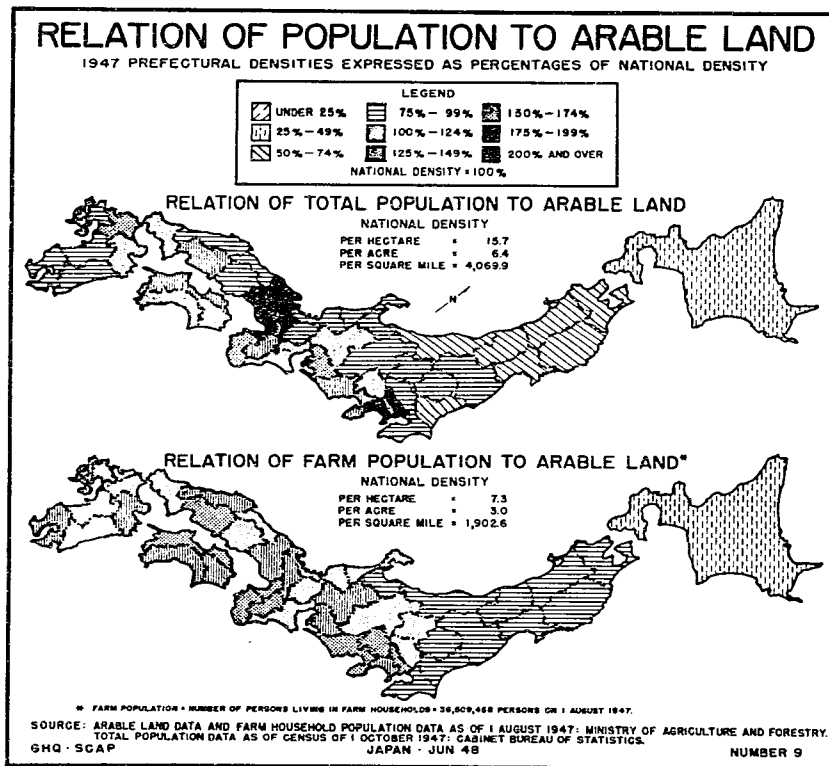 RELATION OF POPULATION TO ARABLE LAND
1947 PREFECTURAL DENSITIES EXPRESSED AS PERCENTAGES OF NATIONAL DENSITY
LEGEND
UNDER 25% 75%-99% 150%-174%
25%-49% 100%-124% 175%-199%
50%-74% 125%-149% 200% AND OVER
NATIONAL DENSITY = 100%
RELATION OF TOTAL POPULATION TO ARABLE LAND
NATIONAL DENSITY
PER HECTARE = 15.7
PER ACRE = 6.4
PER SQUARE MILE = 4,069.9
N
RELATION OF FARM POPULATION TO ARABLE LAND*
NATIONAL DENSITY
PER HECTARE = 7.3
PER ACRE = 3.0
PER SQUARE MILE = 1,902.6
* FARM POPULATION = NUMBER OF PERSONS LIVING IN FARM HOUSEHOLDS = PERSONS ON 1 AUGUST 1947.
SOURCE: ARABLE LAND DATA AND FARM HOUSEHOLD POPULATION DATA AS OF 1 AUGUST 1947: MINISTRY OF AGRICULTURE AND FORESTRY.
TOTAL POPULATION DATA AS OF CENSUS OF 1 OCTOBER 1947: CABINET BUREAU OF STATISTICS.
GHQ - SCAP JAPAN - JUN 48 NUMBER 9